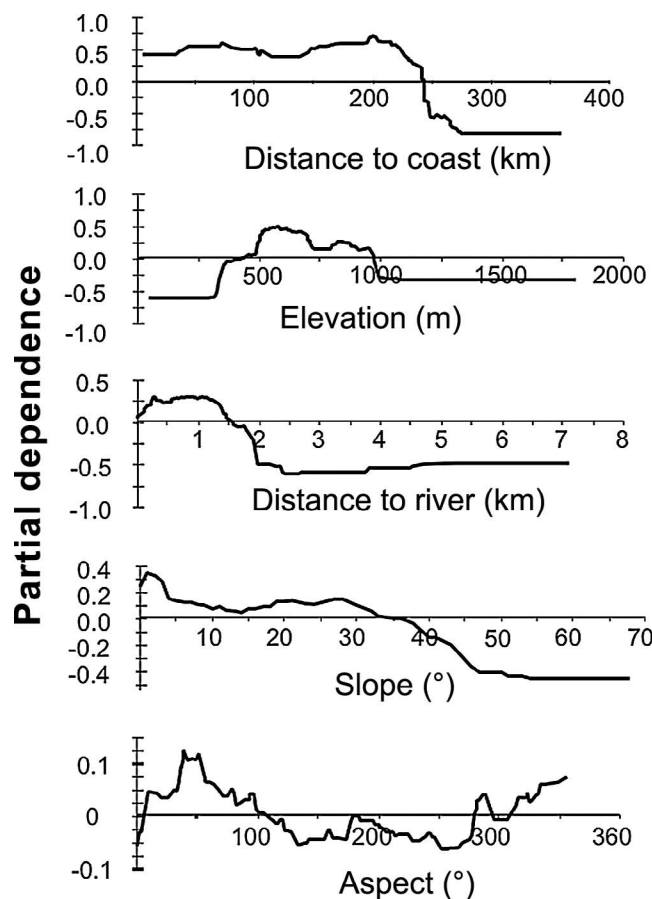 Partial dependence
1.0
0.5
0.0
-0.5
-1.0
100 200 300 400
Distance to coast (km)
1.0
0.5
0.0
-0.5
-1.0
500 1000 1500 2000
Elevation (m)
0.5
0.0
-0.5
-1.0
1 2 3 4 5 6 7 8
Distance to river (km)
0.4
0.2
0.0
-0.2
-0.4
10 20 30 40 50 60 70
Slope (°)
0.1
0
-0.1
100 200 300 360
Aspect (°)